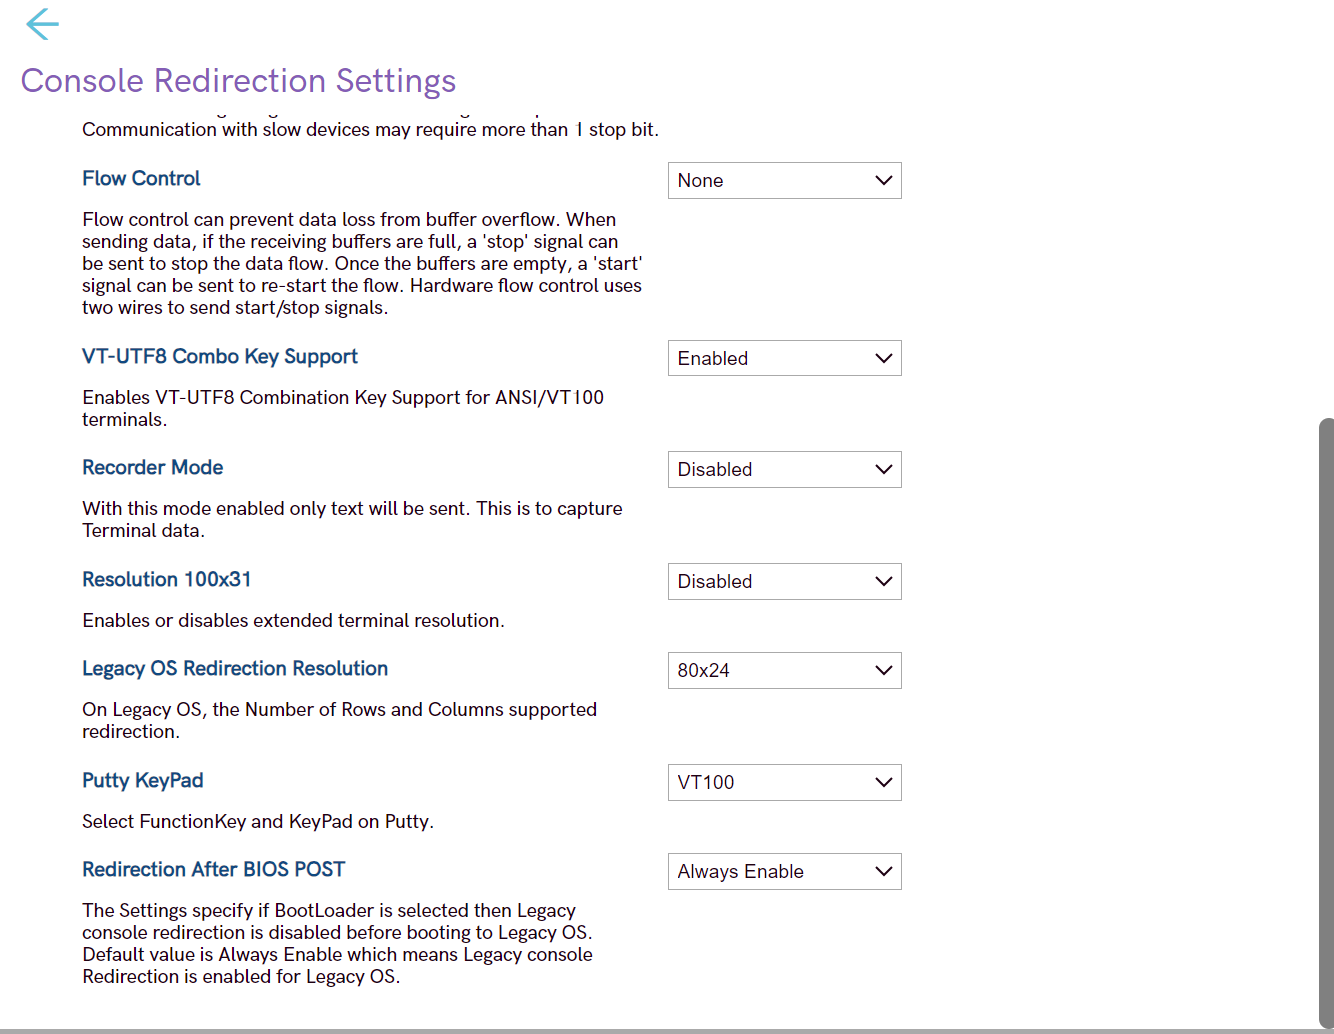 Console Redirection Settings
Communication with slow devices may require more than 1 stop bit.
Flow Control
None
Flow control can prevent data loss from buffer overflow. When
sending data, if the receiving buffers are full, a 'stop' signal can
be sent to stop the data flow. Once the buffers are empty, a 'start'
signal can be sent to re-start the flow. Hardware flow control uses
two wires to send start/stop signals.
VT-UTF8 Combo Key Support
Enabled
Enables VT-UTF8 Combination Key Support for ANSI/VT100
terminals.
Recorder Mode
Disabled
With this mode enabled only text will be sent. This is to capture
Terminal data.
Resolution 100x31
Disabled
Enables or disables extended terminal resolution.
Legacy OS Redirection Resolution
80x24
On Legacy OS, the Number of Rows and Columns supported
redirection.
Putty KeyPad
VT100
Select FunctionKey and KeyPad on Putty.
Redirection After BIOS POST
Always Enable
The Settings specify if BootLoader is selected then Legacy
console redirection is disabled before booting to Legacy OS.
Default value is Always Enable which means Legacy console
Redirection is enabled for Legacy OS.